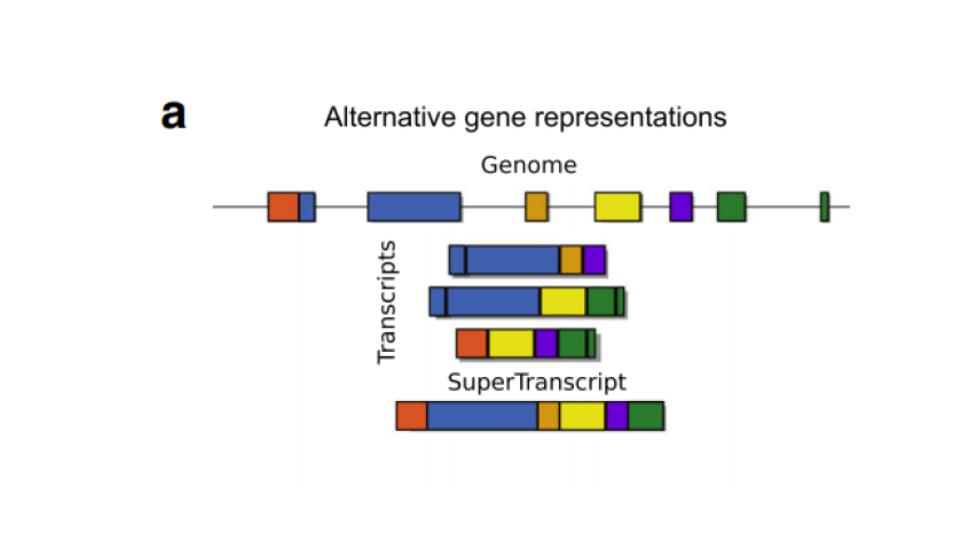 a
Alternative gene representations
Genome
Transcripts
SuperTranscript